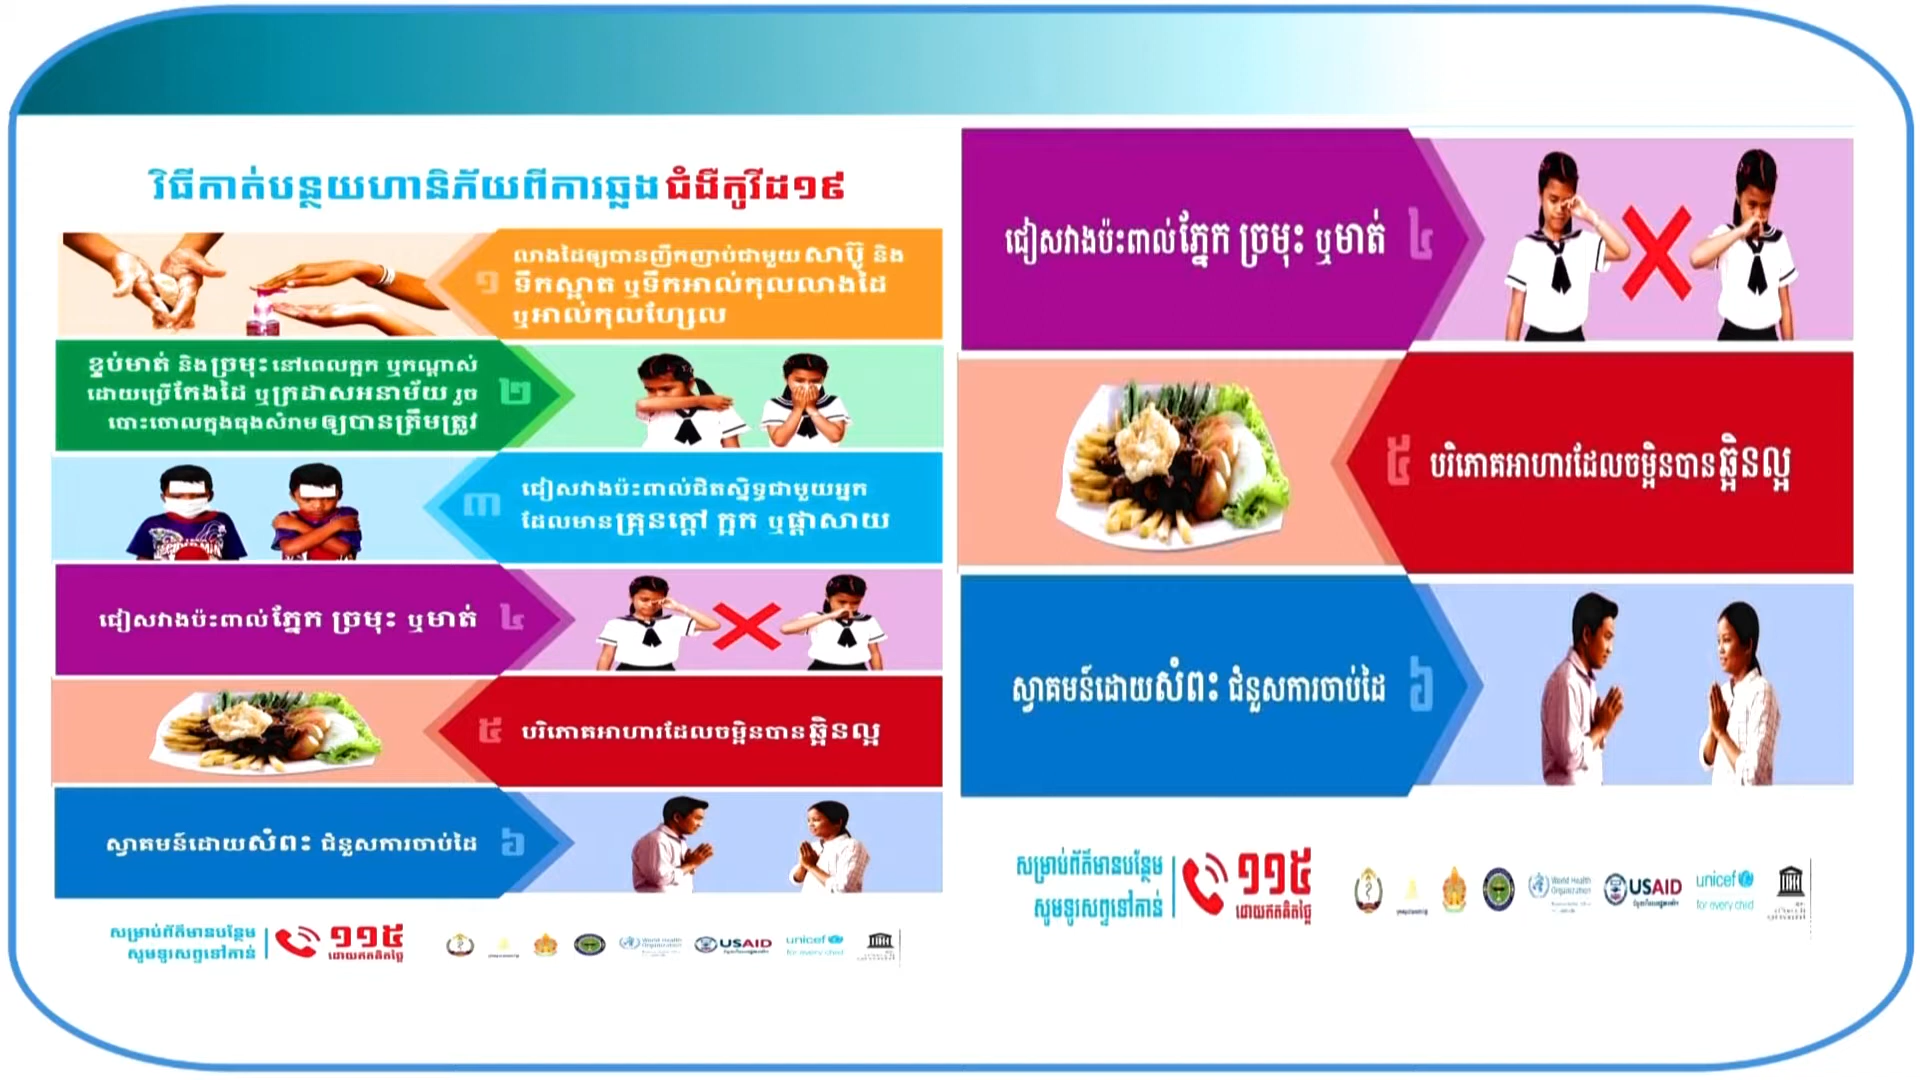 វិធីកាត់បន្ថយហានិភ័យពីការឆ្លងជំងឺកូវីដ១៩
១
លាងដៃឲ្យបានញឹកញាប់ជាមួយ សាប៊ូ និង
ទឹកស្អាត ឬទឹកអាល់កុលលាងដៃ
ឬអាល់កុលហ្សែល
ខ្ទប់មាត់ និងច្រមុះនៅពេលក្អក ឬកណ្តាស់
ដោយប្រើកែងដៃ ឬក្រដាសអនាម័យ រួច
បោះចោលក្នុងធុងសំរាមឲ្យបានត្រឹមត្រូវ
២
៣
ជៀសវាងប៉ះពាល់ជិតស្និទ្ធជាមួយអ្នក
ដែលមានគ្រុនក្តៅ ក្អក ឬផ្តាសាយ
ជៀសវាងប៉ះពាល់ភ្នែក ច្រមុះ ឬមាត់
៤
៥
បរិភោគអាហារដែលចម្អិនបានឆ្អិនល្អ
ស្វាគមន៍ដោយសំពះ ជំនួសការចាប់ដៃ
៦
សម្រាប់ព័ត៌មានបន្ថែម
សូមទូរសព្ទទៅកាន់
១១៥
ដោយឥតគិតថ្លៃ
World Health
Organization
USAID
unicef
for every child
ជៀសវាងប៉ះពាល់ភ្នែក ច្រមុះ ឬមាត់
៤
៥
បរិភោគអាហារដែលចម្អិនបានឆ្អិនល្អ
ស្វាគមន៍ដោយសំពះ ជំនួសការចាប់ដៃ
៦
សម្រាប់ព័ត៌មានបន្ថែម
សូមទូរសព្ទទៅកាន់
១១៥
ដោយឥតគិតថ្លៃ
World Health
Organization
USAID
unicef
for every child